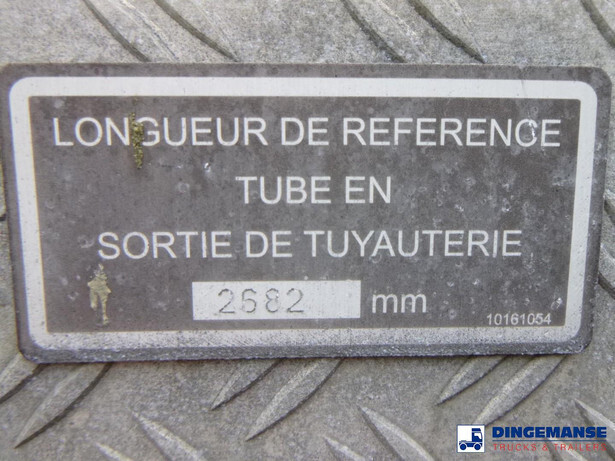 LONGUEUR DE REFERENCE
TUBE EN
SORTIE DE TUYAUTERIE
2682 mm
10161054
DINGEMANSE
TRUCKS & TRAILERS